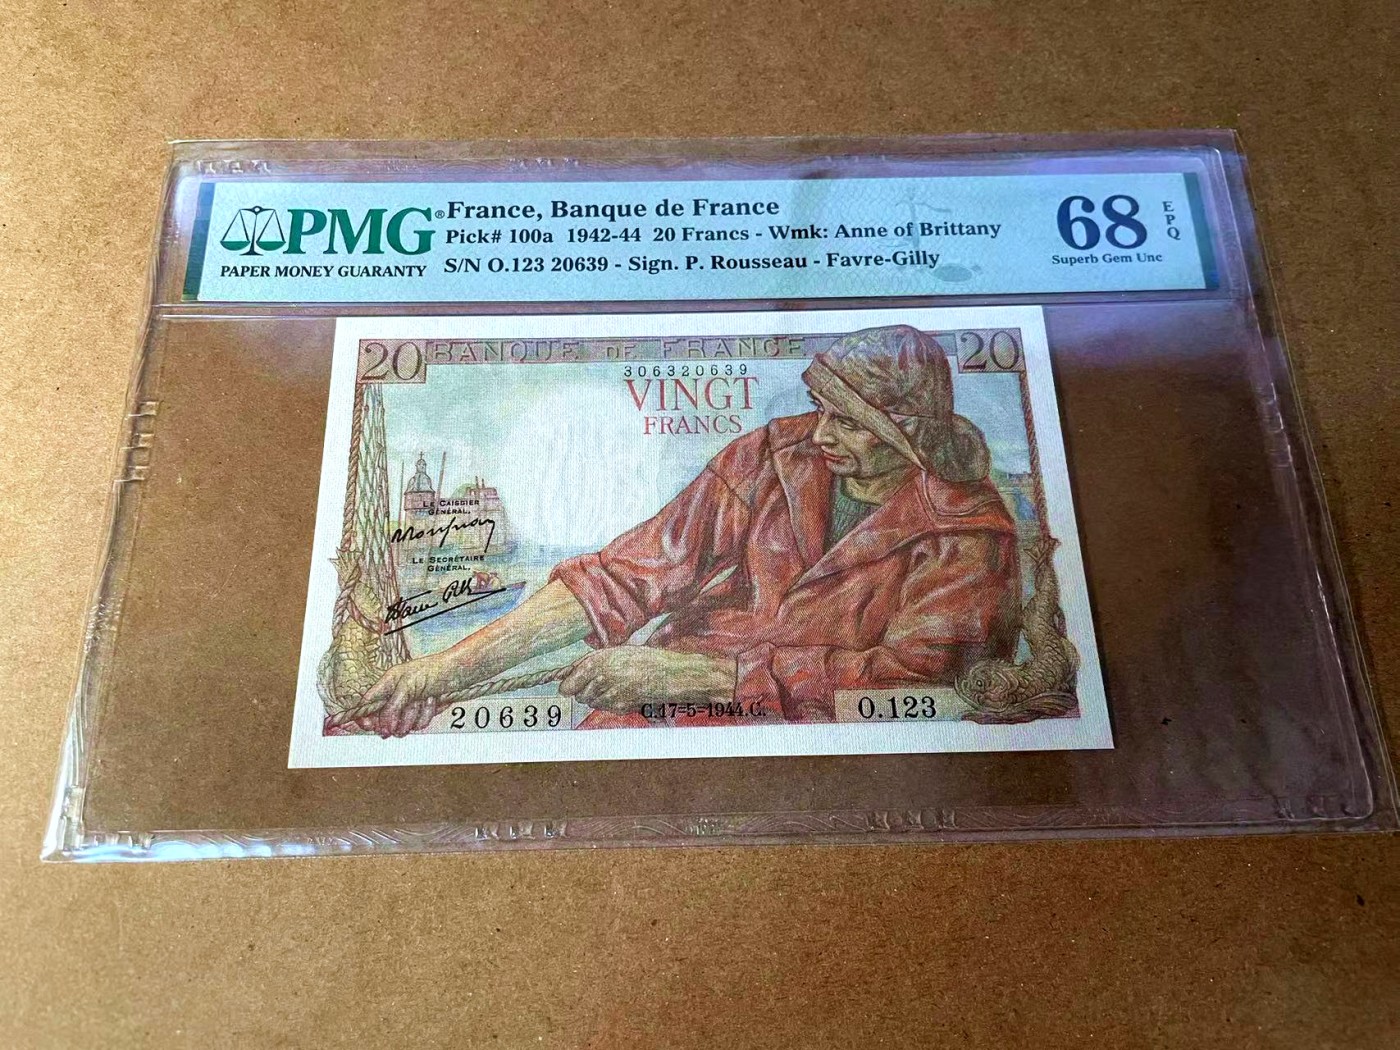 PMG®
PAPER MONEY GUARANTY
France, Banque de France
Pick# 100a 1942-44 20 Francs - Wmk: Anne of Brittany
S/N O.123 20639 - Sign. P. Rousseau - Favre-Gilly
68
EPQ
Superb Gem Unc
20 BANQUE DE FRANCE 20
306320639
VINGT
FRANCS
LE CAISSIER
GÉNÉRAL,
LE SECRÉTAIRE
GÉNÉRAL,
20639 C.17=5=1944.C. O.123